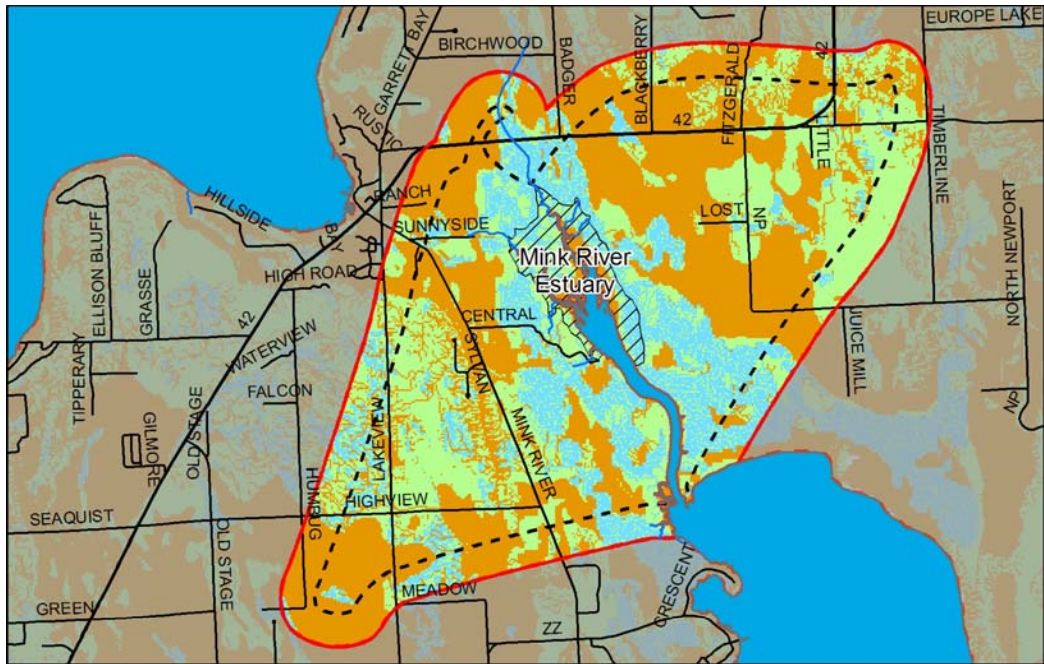 EUROPE LAKE
GARRETT BAY
BIRCHWOOD
BADGER
BLACKBERRY
FITZGERALD
42
RUSTIC
42
LITTLE
TIMBERLINE
HILLSIDE
RANCH
SUNNYSIDE
LOST
NP
NORTH NEWPORT
ELLISON BLUFF
GRASSE
BAY
HIGH ROAD
Mink River
Estuary
42
CENTRAL
SYLVAN
JUICE MILL
TIPPERARY
WATERVIEW
FALCON
GILMORE
OLD STAGE
LAKEVIEW
MINK RIVER
NP
HUMBUG
HIGHVIEW
SEAQUIST
OLD STAGE
MEADOW
CRESCENT
GREEN
ZZ